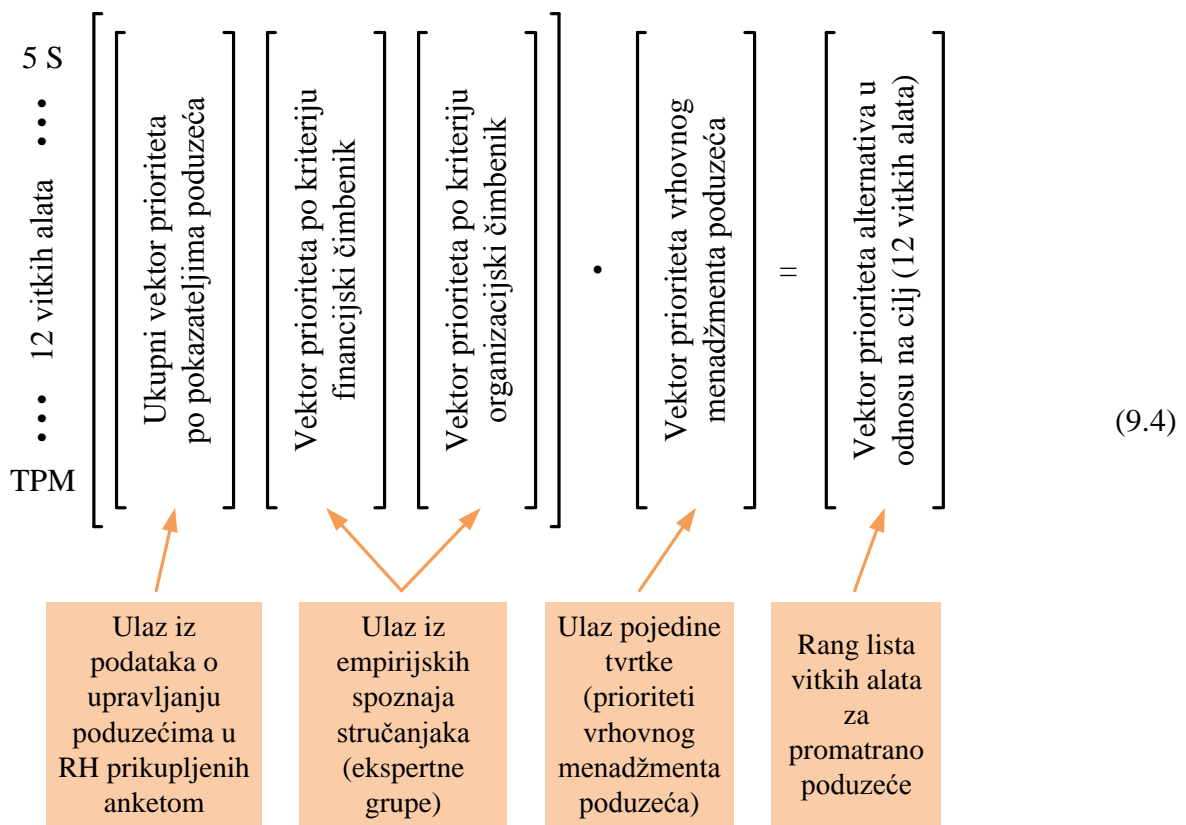 5 S
•••
12 vitkih alata
•••
TPM
Ukupni vektor prioriteta
po pokazateljima poduzeća
Vektor prioriteta po kriteriju
financijski čimbenik
Vektor prioriteta po kriteriju
organizacijski čimbenik
•
Vektor prioriteta vrhovnog
menadžmenta poduzeća
=
Vektor prioriteta alternativa u
odnosu na cilj (12 vitkih alata)
(9.4)
Ulaz iz
podataka o
upravljanju
poduzećima u
RH prikupljenih
anketom
Ulaz iz
empirijskih
spoznaja
stručanjaka
(ekspertne
grupe)
Ulaz pojedine
tvrtke
(prioriteti
vrhovnog
menadžmenta
poduzeća)
Rang lista
vitkih alata
za
promatrano
poduzeće